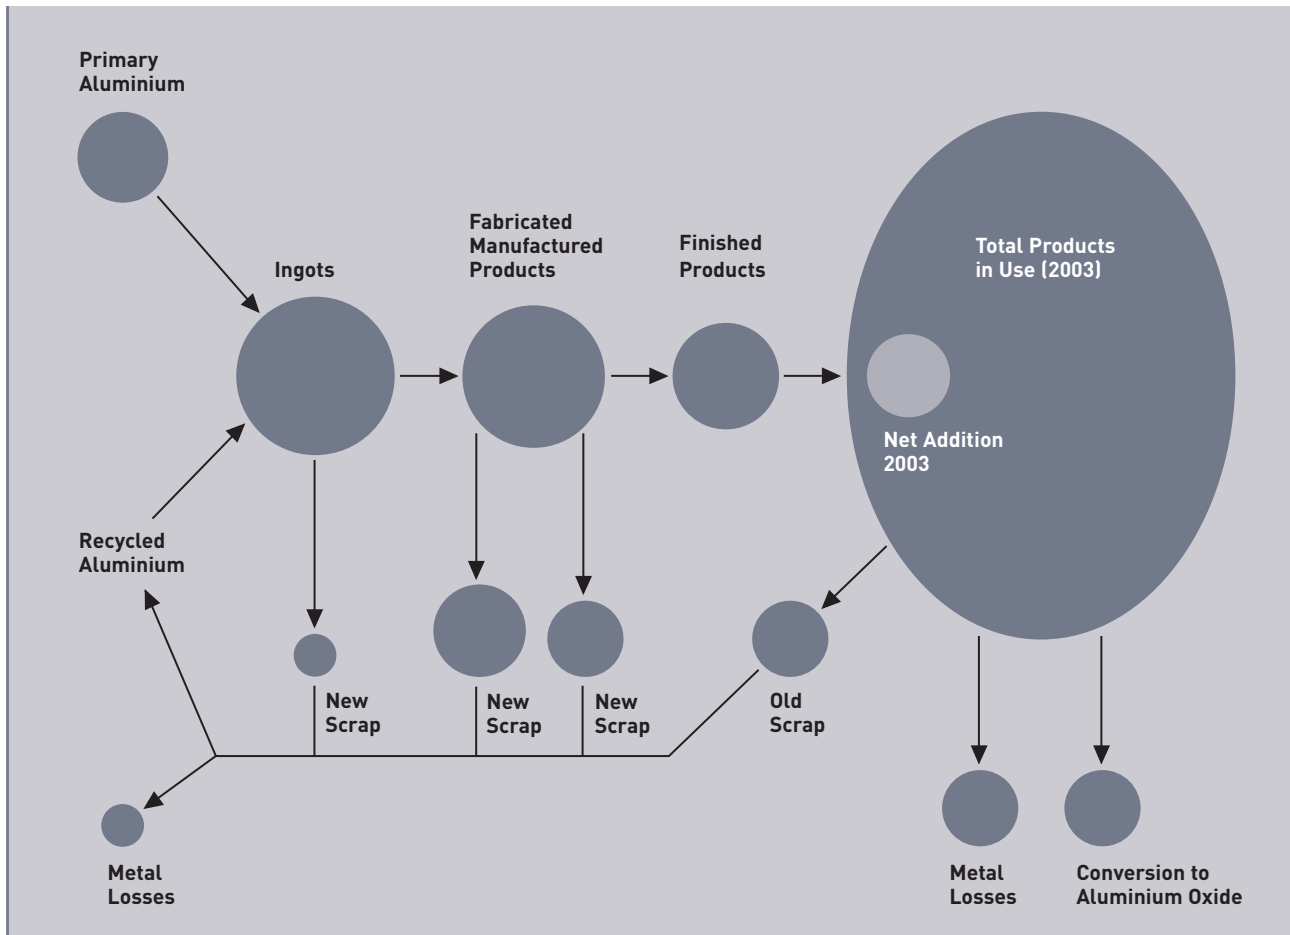 Primary
Aluminium
Ingots
Fabricated
Manufactured
Products
Finished
Products
Total Products
in Use (2003)
Net Addition
2003
Recycled
Aluminium
New
Scrap
New
Scrap
New
Scrap
Old
Scrap
Metal
Losses
Metal
Losses
Conversion to
Aluminium Oxide